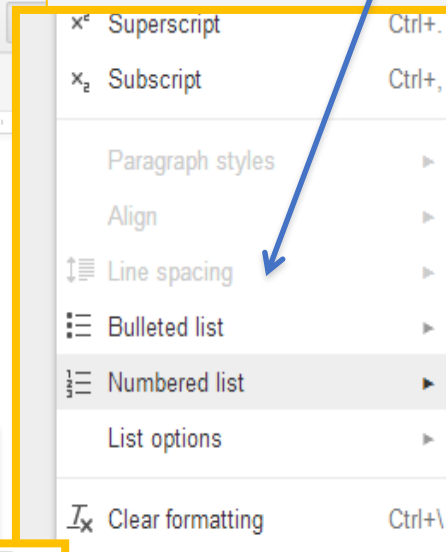 Superscript Ctrl+.
Subscript Ctrl+,
Paragraph styles
Align
Line spacing
Bulleted list
Numbered list
List options
Clear formatting Ctrl+\